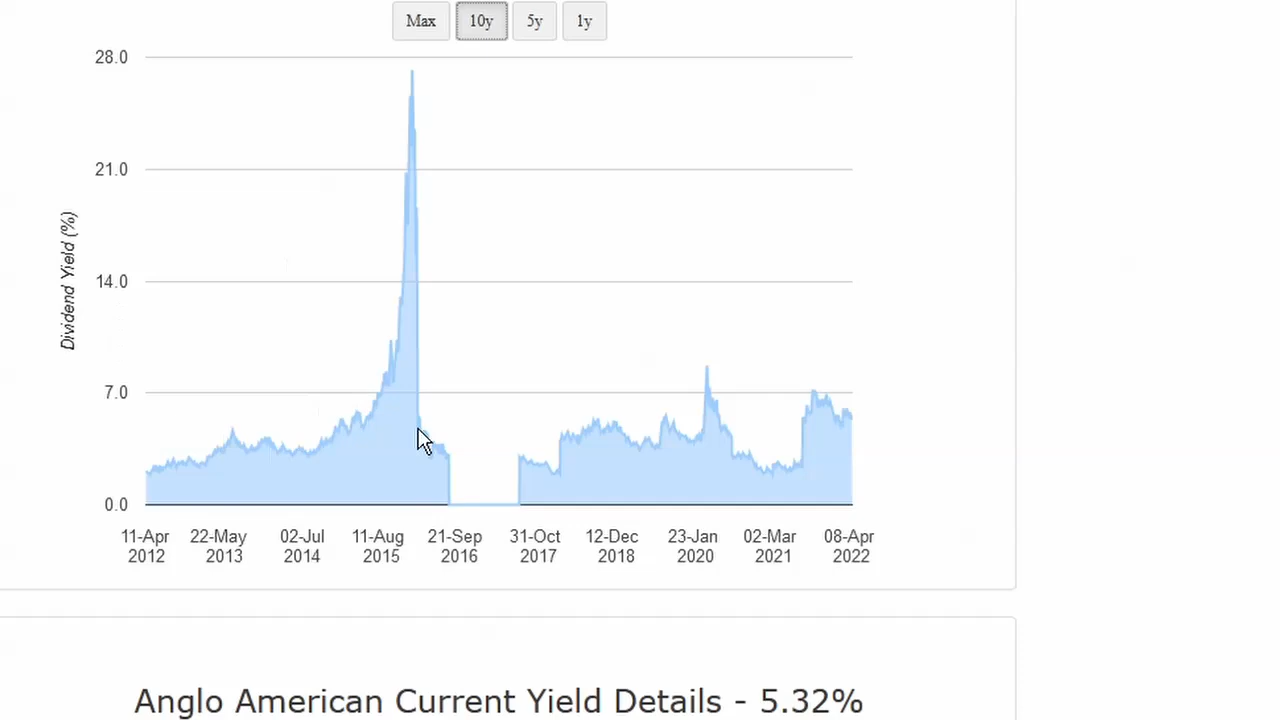 Max 10y 5y 1y
28.0
21.0
14.0
7.0
0.0
Dividend Yield (%)
11-Apr 22-May 02-Jul 11-Aug 21-Sep 31-Oct 12-Dec 23-Jan 02-Mar 08-Apr
2012 2013 2014 2015 2016 2017 2018 2020 2021 2022
Anglo American Current Yield Details - 5.32%